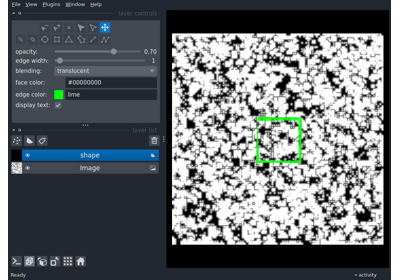 File View Plugins Window Help
layer controls
opacity: 0.70
edge width: 1
blending: translucent
face color: #00000000
edge color: lime
display text:
layer list
shape
Image
Ready
activity